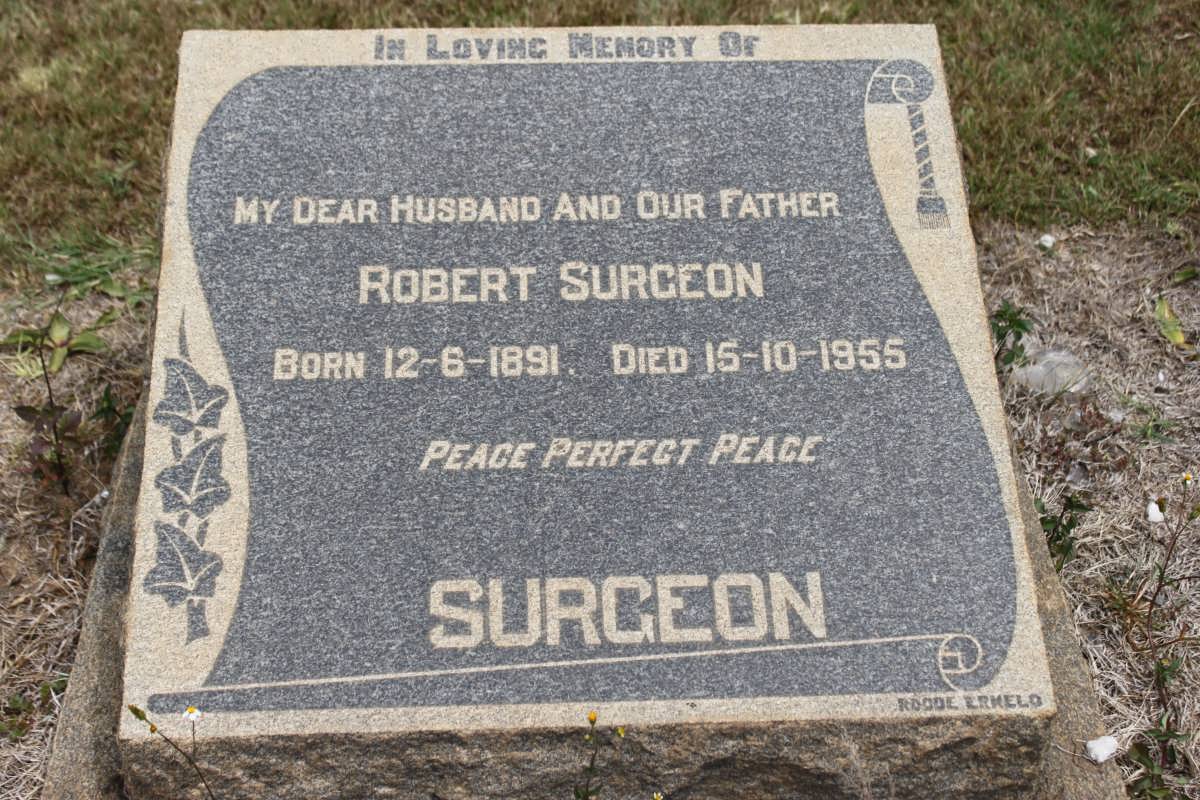 IN LOVING MEMORY OF
MY DEAR HUSBAND AND OUR FATHER
ROBERT SURGEON
BORN 12-6-1891. DIED 15-10-1955
PEACE PERFECT PEACE
SURGEON
ERMELO